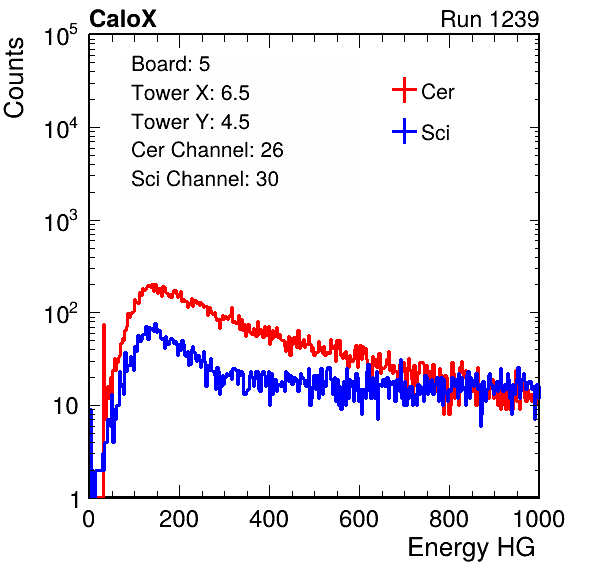 CaloX Run 1239
Counts
10^5
10^4
10^3
10^2
10
1
Board: 5
Tower X: 6.5
Tower Y: 4.5
Cer Channel: 26
Sci Channel: 30
Cer
Sci
0 200 400 600 800 1000
Energy HG